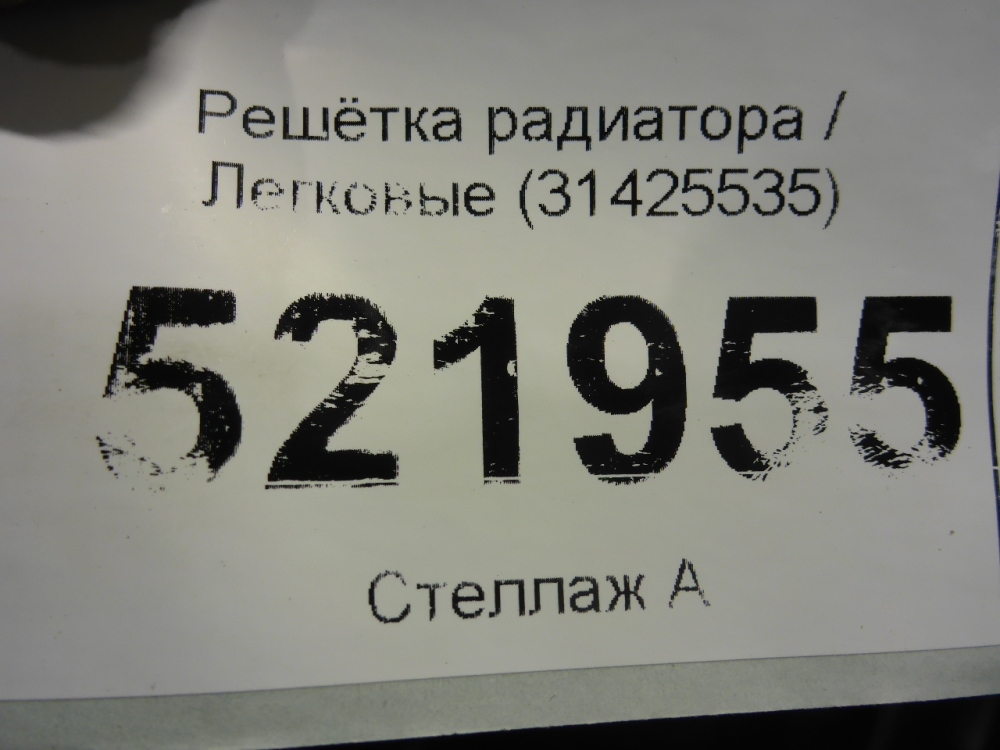 Решётка радиатора /
Легковые (31425535)
521955
Стеллаж А